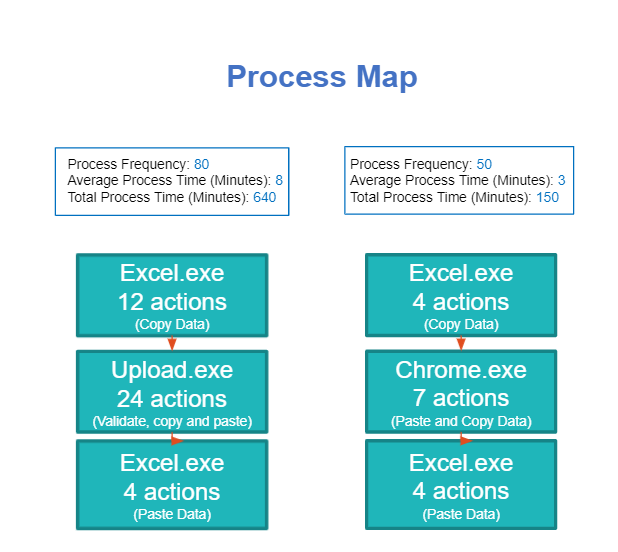 Process Map
Process Frequency: 80
Average Process Time (Minutes): 8
Total Process Time (Minutes): 640
Excel.exe
12 actions
(Copy Data)
Upload.exe
24 actions
(Validate, copy and paste)
Excel.exe
4 actions
(Paste Data)
Process Frequency: 50
Average Process Time (Minutes): 3
Total Process Time (Minutes): 150
Excel.exe
4 actions
(Copy Data)
Chrome.exe
7 actions
(Paste and Copy Data)
Excel.exe
4 actions
(Paste Data)